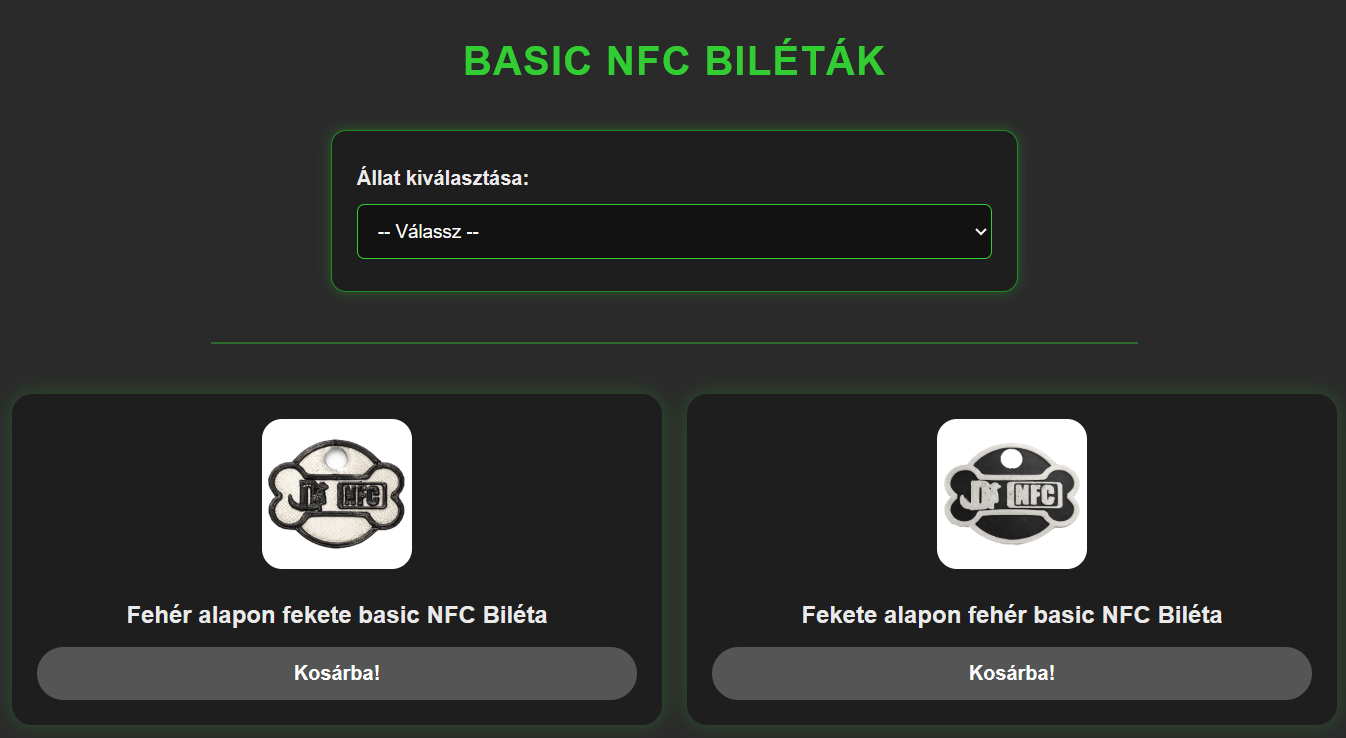 BASIC NFC BILÉTÁK
Állat kiválasztása:
-- Válassz --
NFC
NFC
Fehér alapon fekete basic NFC Biléta
Fekete alapon fehér basic NFC Biléta
Kosárba!
Kosárba!